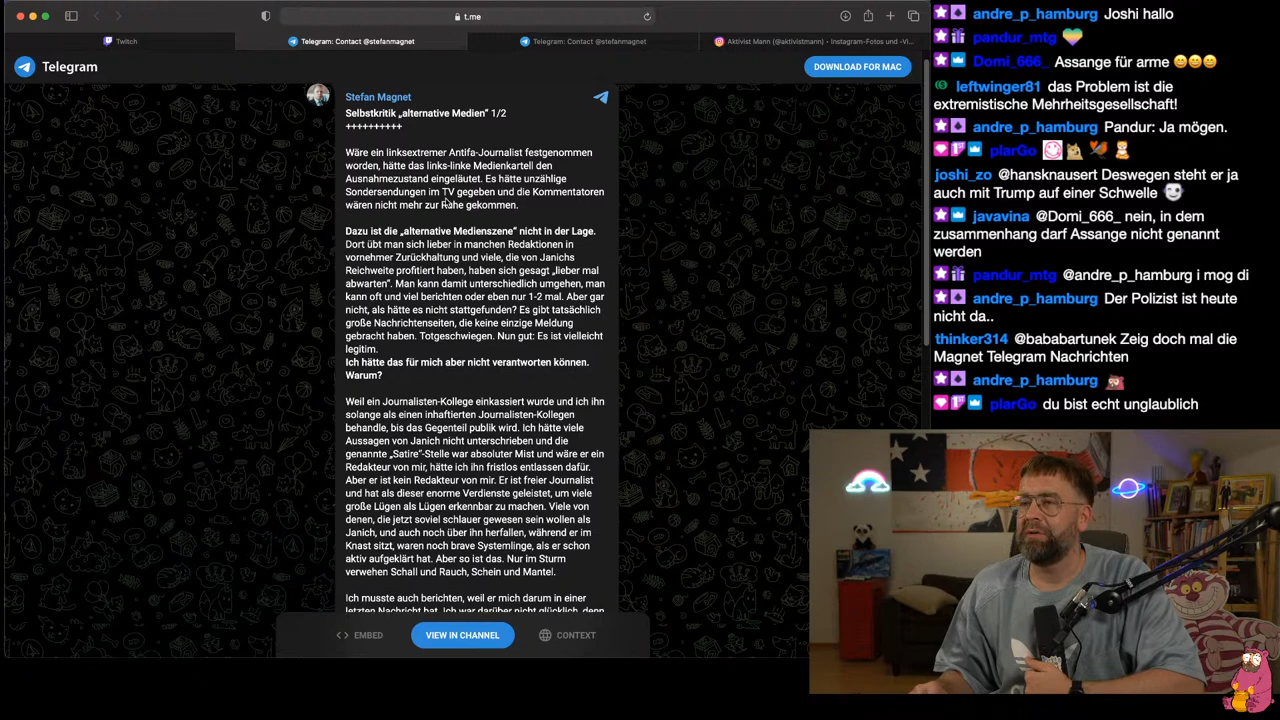 t.me
Twitch
Telegram: Contact @stefanmagnet
Telegram: Contact @stefanmagnet
Aktivist Mann (@aktivistmann) • Instagram-Fotos und -Vi...
Telegram
DOWNLOAD FOR MAC
Stefan Magnet
Selbstkritik „alternative Medien“ 1/2
++++++++++
Wäre ein linksextremer Antifa-Journalist festgenommen
worden, hätte das links-linke Medienkartell den
Ausnahmezustand eingeläutet. Es hätte unzählige
Sondersendungen im TV gegeben und die Kommentatoren
wären nicht mehr zur Ruhe gekommen.
Dazu ist die „alternative Medienszene“ nicht in der Lage.
Dort übt man sich lieber in manchen Redaktionen in
vornehmer Zurückhaltung und viele, die von Janichs
Reichweite profitiert haben, haben sich gesagt „lieber mal
abwarten“. Man kann damit unterschiedlich umgehen, man
kann oft und viel berichten oder eben nur 1-2 mal. Aber gar
nicht, als hätte es nicht stattgefunden? Es gibt tatsächlich
große Nachrichtenseiten, die keine einzige Meldung
gebracht haben. Totgeschwiegen. Nun gut: Es ist vielleicht
legitim.
Ich hätte das für mich aber nicht verantworten können.
Warum?
Weil ein Journalisten-Kollege einkassiert wurde und ich ihn
solange als einen inhaftierten Journalisten-Kollegen
behandle, bis das Gegenteil publik wird. Ich hätte viele
Aussagen von Janich nicht unterschrieben und die
genannte „Satire“-Stelle war absoluter Mist und wäre er ein
Redakteur von mir, hätte ich ihn fristlos entlassen dafür.
Aber er ist kein Redakteur von mir. Er ist freier Journalist
und hat als dieser enorme Verdienste geleistet, um viele
große Lügen als Lügen erkennbar zu machen. Viele von
denen, die jetzt soviel schlauer gewesen sein wollen als
Janich, und auch noch über ihn herfallen, während er im
Knast sitzt, waren noch brave Systemlinge, als er schon
aktiv aufgeklärt hat. Aber so ist das. Nur im Sturm
verwehen Schall und Rauch, Schein und Mantel.
Ich musste auch berichten, weil er mich darum in einer
letzten Nachricht bat. Ich war darüber nicht glücklich, denn
EMBED
VIEW IN CHANNEL
CONTEXT
andre_p_hamburg Joshi hallo
pandur_mtg
Domi_666_ Assange für arme
leftwinger81 das Problem ist die
extremistische Mehrheitsgesellschaft!
andre_p_hamburg Pandur: Ja mögen.
plarGo
joshi_zo @hansknausert Deswegen steht er ja
auch mit Trump auf einer Schwelle
javavina @Domi_666_ nein, in dem
zusammenhang darf Assange nicht genannt
werden
pandur_mtg @andre_p_hamburg i mog di
andre_p_hamburg Der Polizist ist heute
nicht da..
thinker314 @bababartunek Zeig doch mal die
Magnet Telegram Nachrichten
andre_p_hamburg
plarGo du bist echt unglaublich